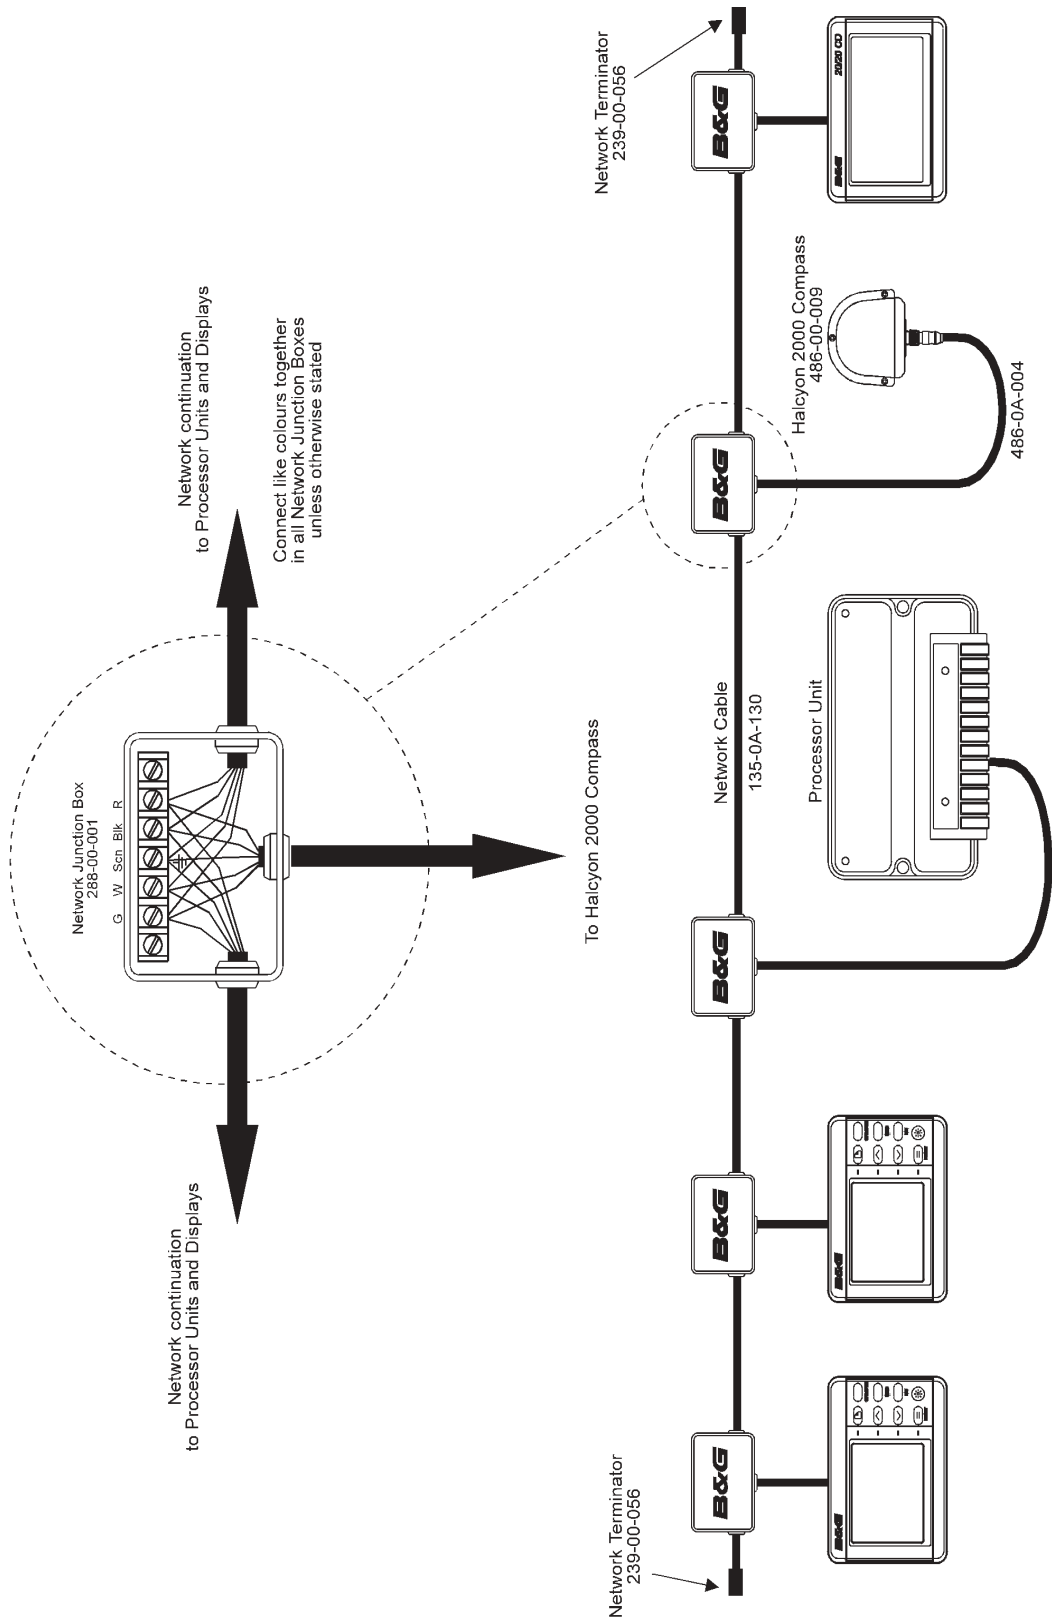 Network continuation
to Processor Units and Displays
Network Junction Box
288-00-001
G W Scn Blk R
Network continuation
to Processor Units and Displays
Connect like colours together
in all Network Junction Boxes
unless otherwise stated
To Halcyon 2000 Compass
Network Terminator
239-00-056
B&G
B&G
B&G
B&G
B&G
Network Cable
135-0A-130
Network Terminator
239-00-056
Processor Unit
Halcyon 2000 Compass
486-00-009
486-0A-004
B&G
B&G
B&G
20/20 CD